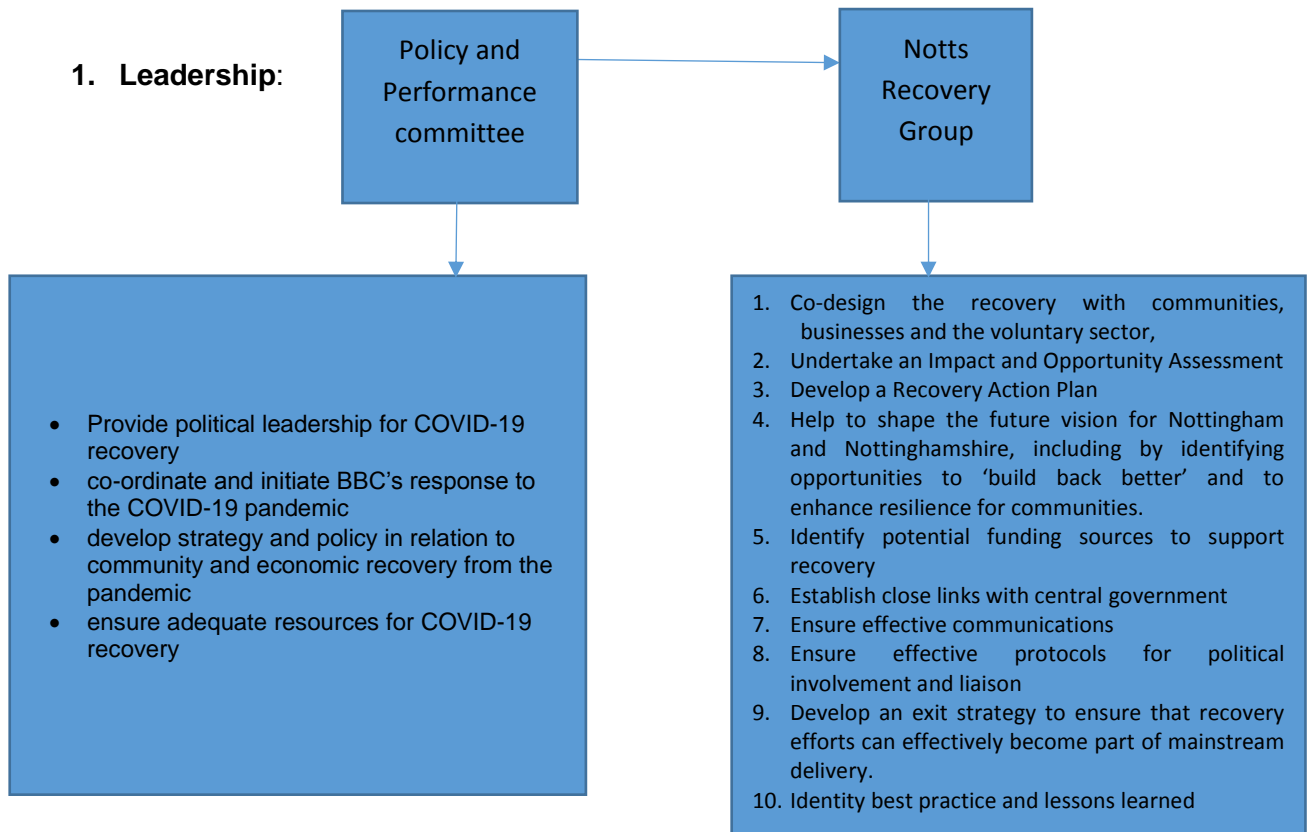 1. Leadership:
Policy and
Performance
committee
Notts
Recovery
Group
• Provide political leadership for COVID-19
recovery
• co-ordinate and initiate BBC's response to
the COVID-19 pandemic
• develop strategy and policy in relation to
community and economic recovery from the
pandemic
• ensure adequate resources for COVID-19
recovery
1. Co-design the recovery with communities,
businesses and the voluntary sector,
2. Undertake an Impact and Opportunity Assessment
3. Develop a Recovery Action Plan
4. Help to shape the future vision for Nottingham
and Nottinghamshire, including by identifying
opportunities to ‘build back better’ and to
enhance resilience for communities.
5. Identify potential funding sources to support
recovery
6. Establish close links with central government
7. Ensure effective communications
8. Ensure effective protocols for political
involvement and liaison
9. Develop an exit strategy to ensure that recovery
efforts can effectively become part of mainstream
delivery.
10. Identity best practice and lessons learned